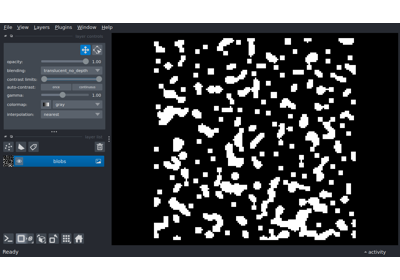 File View Layers Plugins Window Help
opacity: 1.00
blending: translucent_no_depth
contrast limits:
auto-contrast: once continuous
gamma: 1.00
colormap: gray
interpolation: nearest
blobs
Ready activity